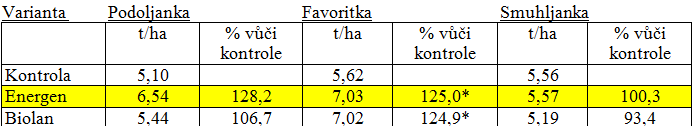 Varianta Podoljanka Favoritka Smuhljanka
t/ha % vůči kontrole t/ha % vůči kontrole t/ha % vůči kontrole
Kontrola 5,10 5,62 5,56
Energen 6,54 128,2 7,03 125,0* 5,57 100,3
Biolan 5,44 106,7 7,02 124,9* 5,19 93,4